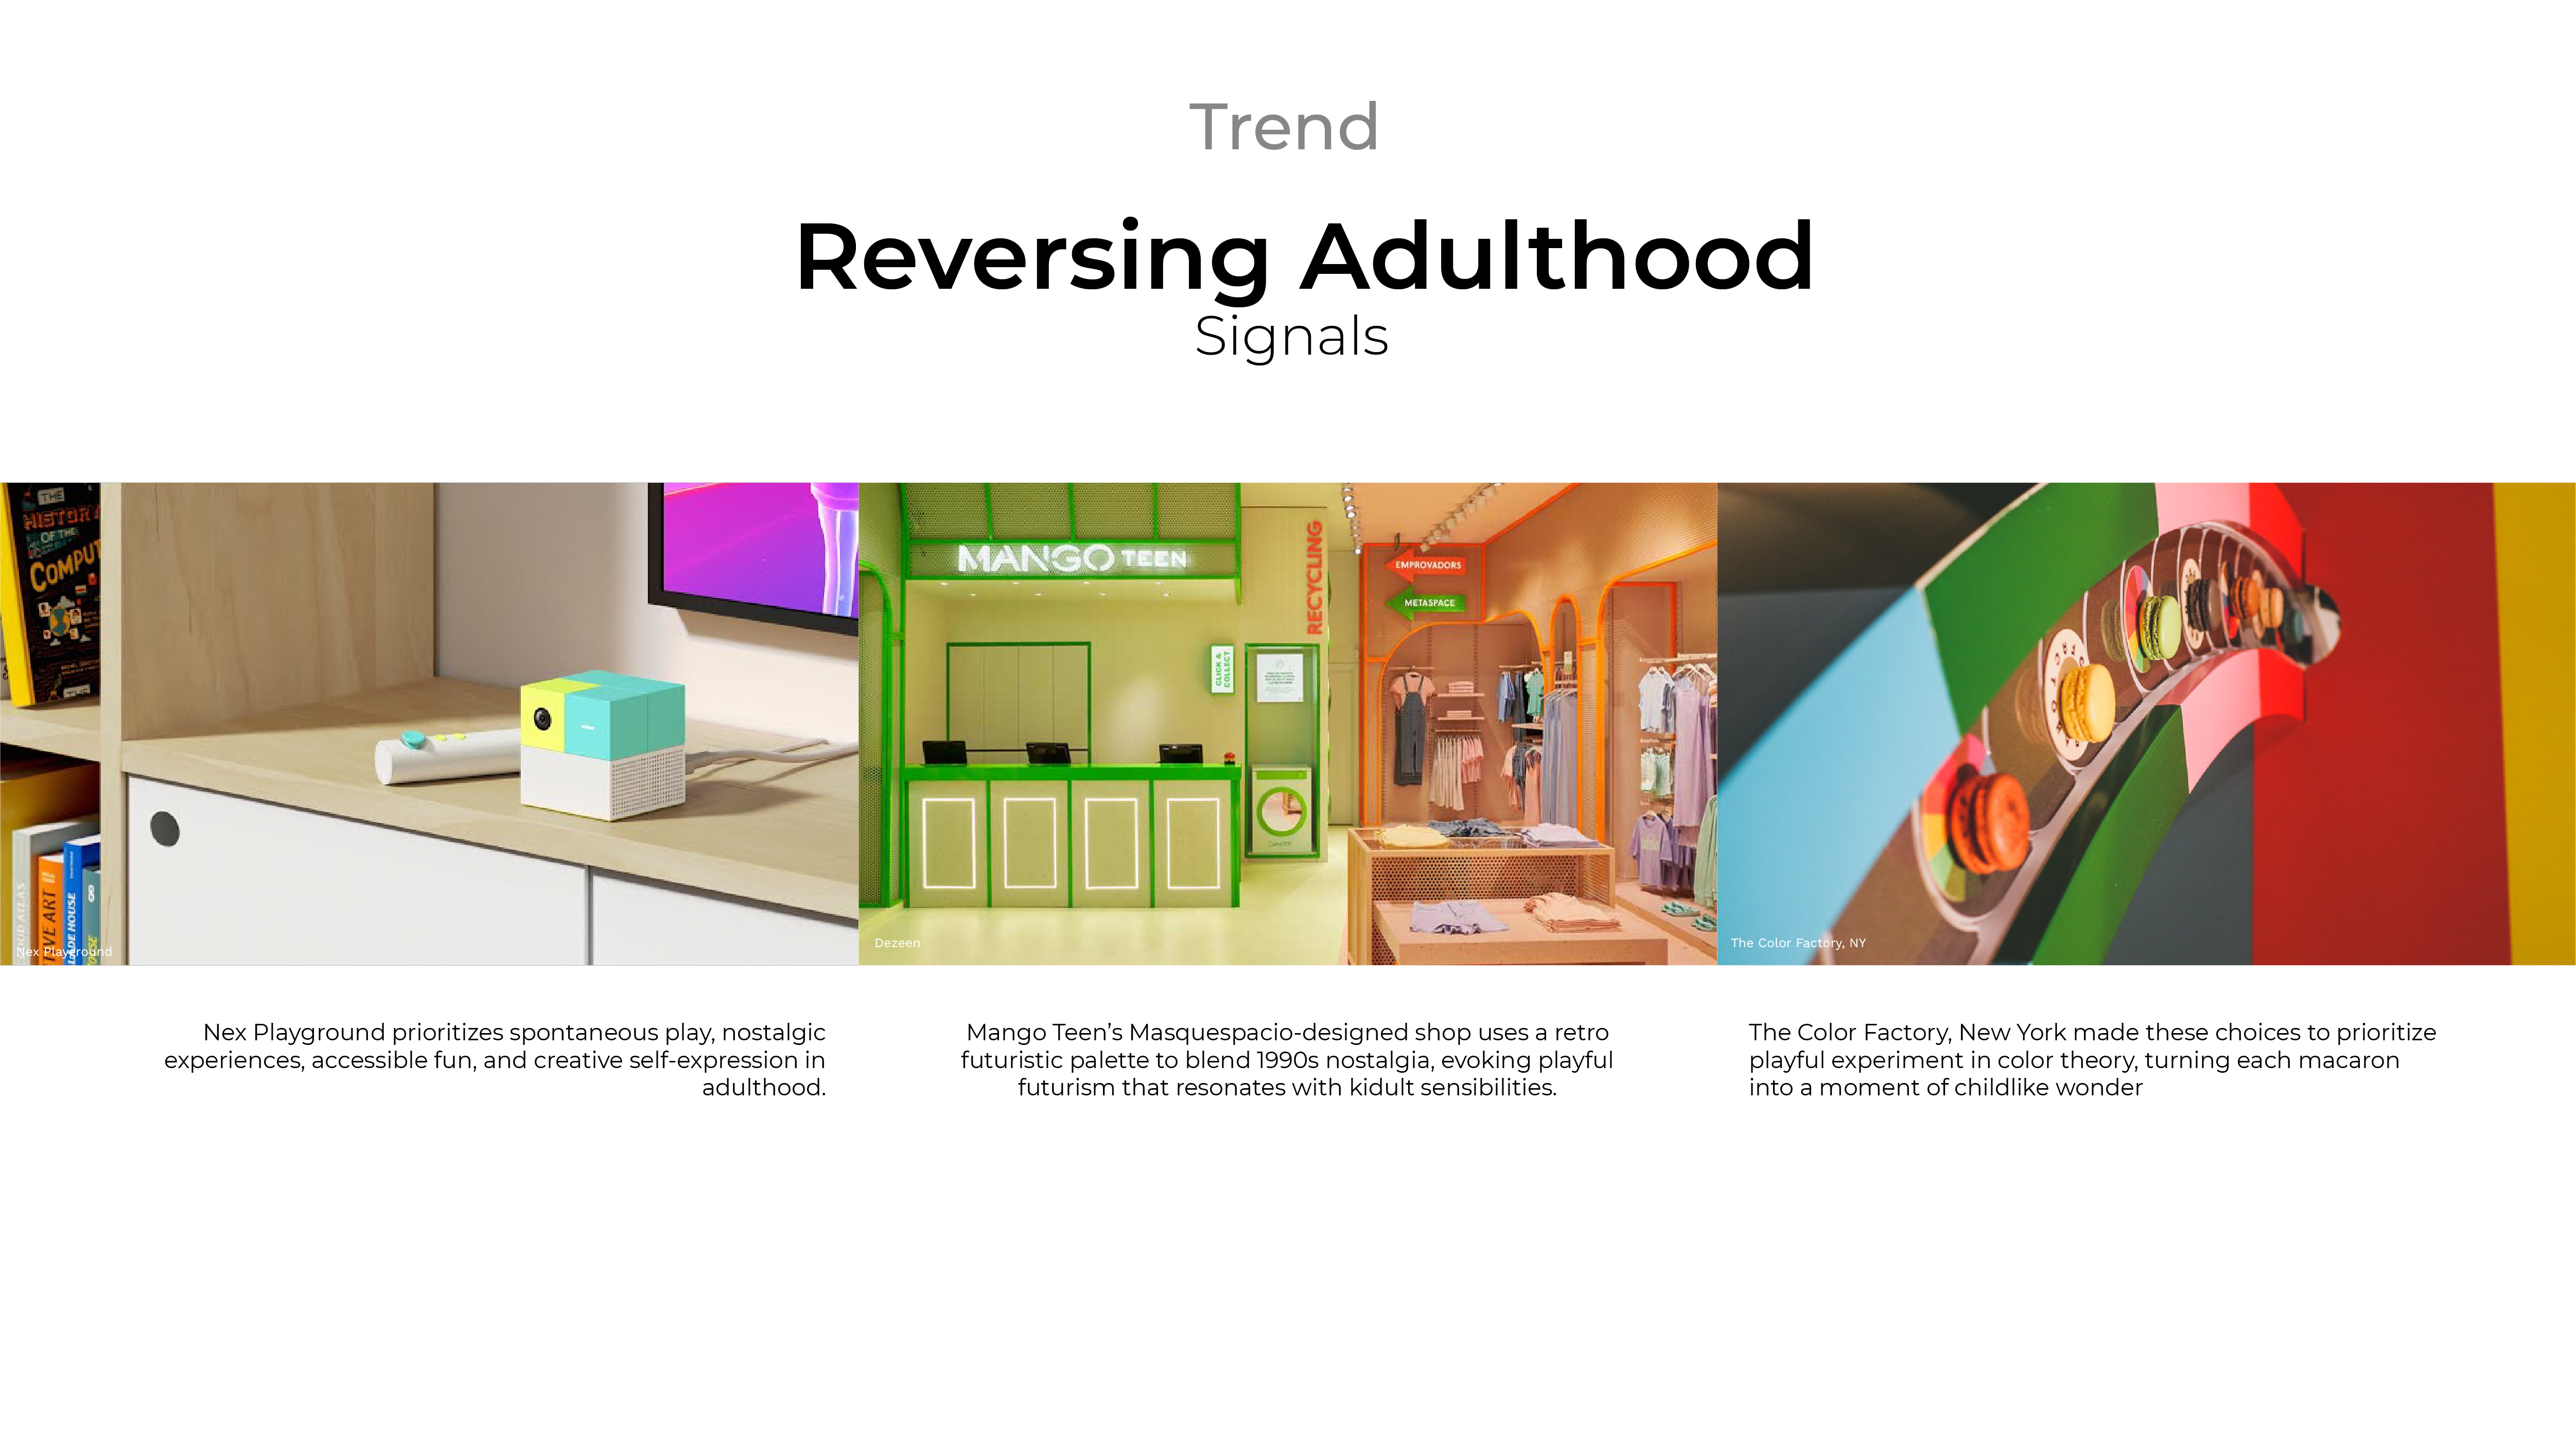 Trend
Reversing Adulthood
Signals
THE
HISTORY
OF THE
COMPUT
VE ART
DE HOUSE
Nex Playground
MANGO TEEN
RECYCLING
EMPROVADORS
METASPACE
CLICK &
COLLECT
Dezeen
The Color Factory, NY
Nex Playground prioritizes spontaneous play, nostalgic
experiences, accessible fun, and creative self-expression in
adulthood.
Mango Teen’s Masquespacio-designed shop uses a retro
futuristic palette to blend 1990s nostalgia, evoking playful
futurism that resonates with kidult sensibilities.
The Color Factory, New York made these choices to prioritize
playful experiment in color theory, turning each macaron
into a moment of childlike wonder